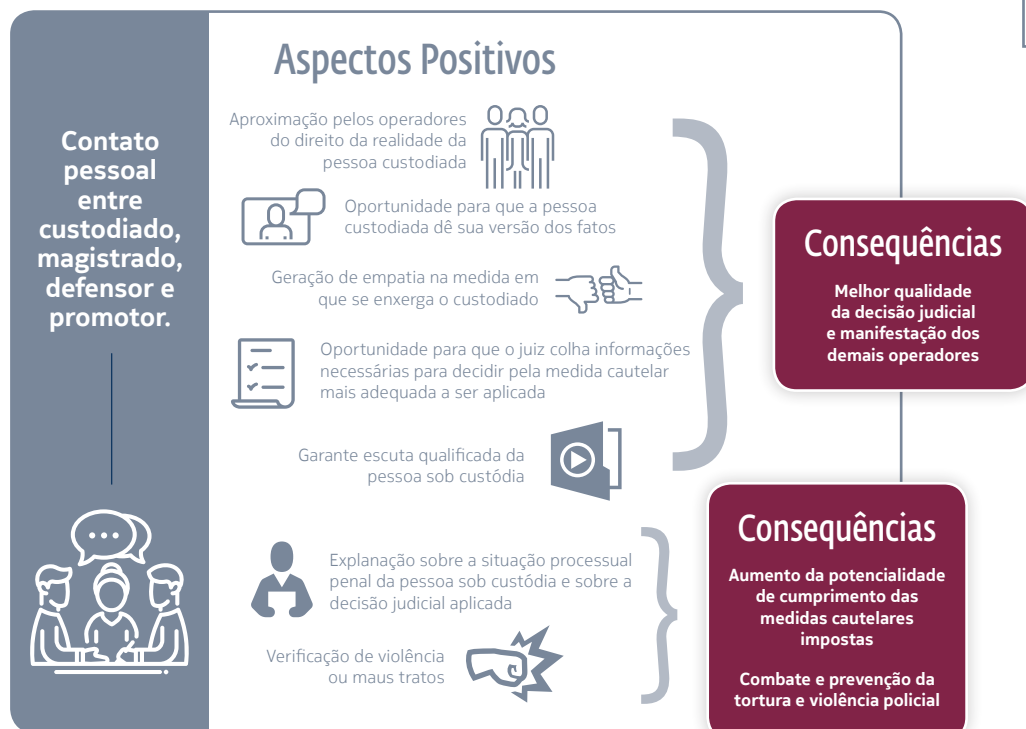 Aspectos Positivos
Contato
pessoal
entre
custodiado,
magistrado,
defensor e
promotor.
Aproximação pelos operadores
do direito da realidade da
pessoa custodiada
Oportunidade para que a pessoa
custodiada dê sua versão dos fatos
Geração de empatia na medida em
que se enxerga o custodiado
Oportunidade para que o juiz colha informações
necessárias para decidir pela medida cautelar
mais adequada a ser aplicada
Garante escuta qualificada da
pessoa sob custódia
Consequências
Melhor qualidade
da decisão judicial
e manifestação dos
demais operadores
Explanação sobre a situação processual
penal da pessoa sob custódia e sobre a
decisão judicial aplicada
Verificação de violência
ou maus tratos
Consequências
Aumento da potencialidade
de cumprimento das
medidas cautelares
impostas
Combate e prevenção da
tortura e violência policial